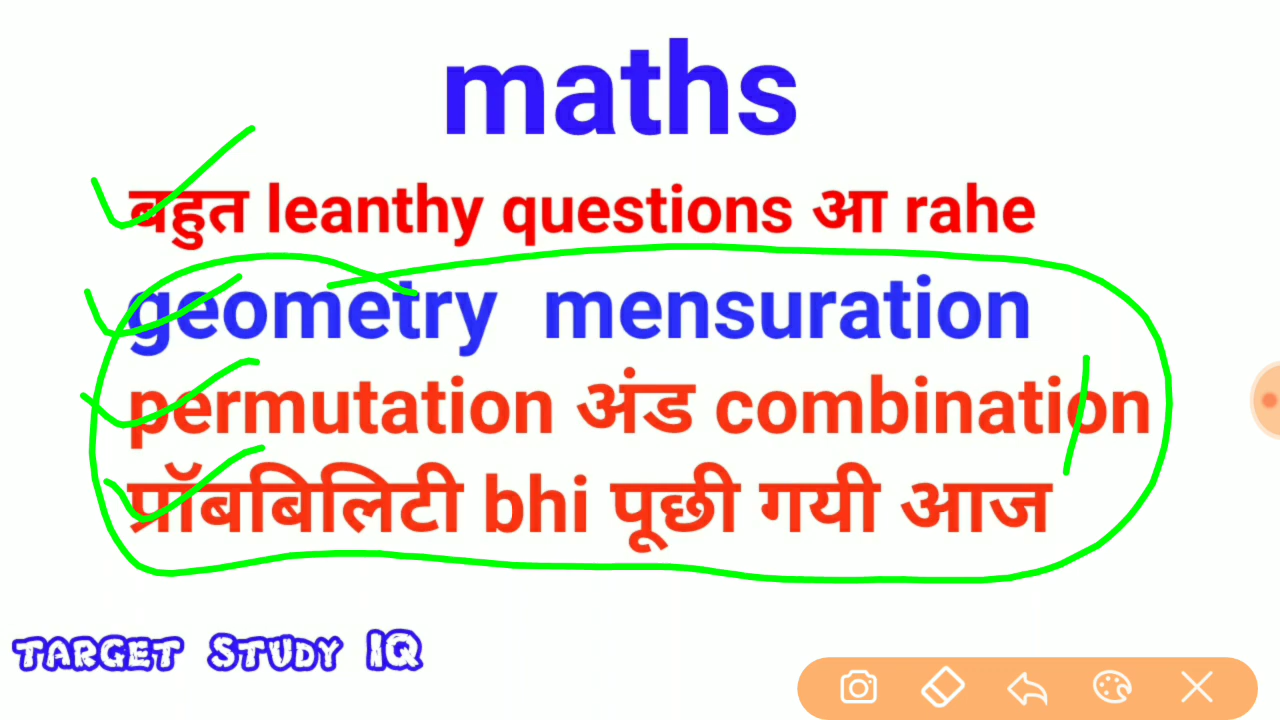 maths
बहुत leanthy questions आ rahe
geometry mensuration
permutation अंड combination
प्रॉबबिलिटी bhi पूछी गयी आज
TARGET STUDY IQ